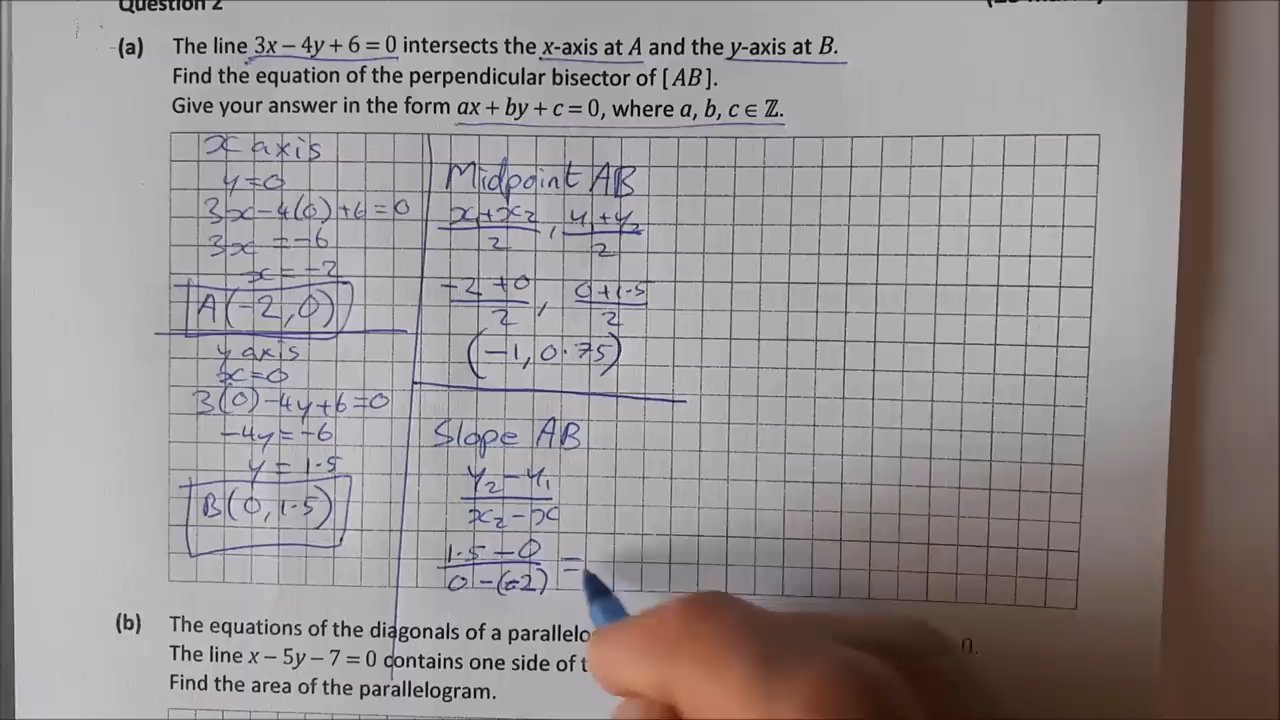 Question 2
(a) The line 3x – 4y + 6 = 0 intersects the x-axis at A and the y-axis at B.
Find the equation of the perpendicular bisector of [AB].
Give your answer in the form ax + by + c = 0, where a, b, c ∈ ℤ.
x axis
y=0
3x-4(0)+6=0
3x = -6
x = -2
A(-2,0)
y axis
x=0
3(0)-4y+6=0
-4y=-6
y = 1.5
B(0,1.5)
Midpoint AB
x+x₂/2 , y₁+y₂/2
-2+0/2 , 0+1.5/2
(-1, 0.75)
Slope AB
y₂-y₁/x₂-x
1.5-0/0-(-2) =
(b) The equations of the diagonals of a parallelo 0.
The line x – 5y – 7 = 0 contains one side of t
Find the area of the parallelogram.